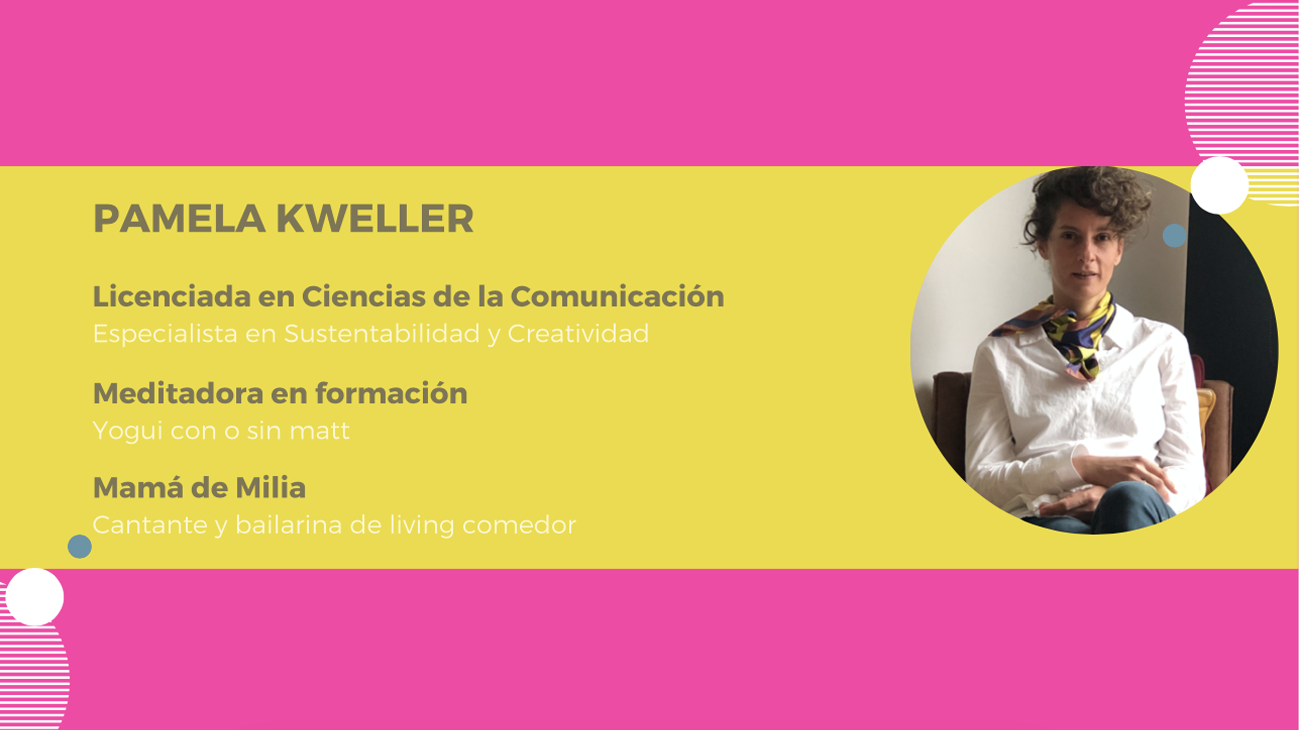 PAMELA KWELLER
Licenciada en Ciencias de la Comunicación
Especialista en Sustentabilidad y Creatividad
Meditadora en formación
Yogui con o sin matt
Mamá de Milia
Cantante y bailarina de living comedor